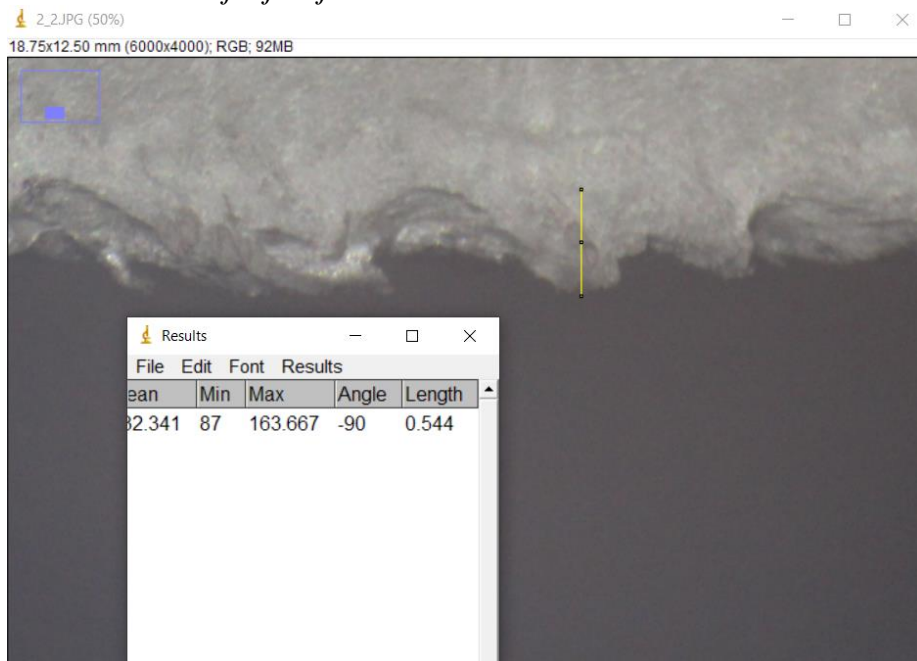 2_2.JPG (50%)
18.75x12.50 mm (6000x4000); RGB; 92MB
Results
File Edit Font Results
ean Min Max Angle Length
32.341 87 163.667 -90 0.544